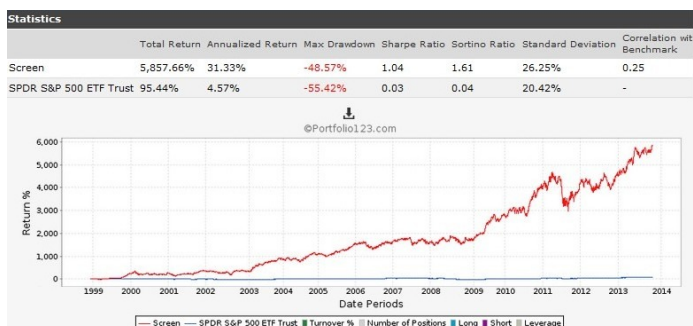 Statistics
Total Return Annualized Return Max Drawdown Sharpe Ratio Sortino Ratio Standard Deviation Correlation wit
Benchmark
Screen 5,857.66% 31.33% -48.57% 1.04 1.61 26.25% 0.25
SPDR S&P 500 ETF Trust 95.44% 4.57% -55.42% 0.03 0.04 20.42% -
©Portfolio123.com
6,000
5,000
4,000
3,000
2,000
1,000
0
Return %
1999 2000 2001 2002 2003 2004 2005 2006 2007 2008 2009 2010 2011 2012 2013 2014
Date Periods
Screen SPDR S&P 500 ETF Trust Turnover % Number of Positions Long Short Leverage